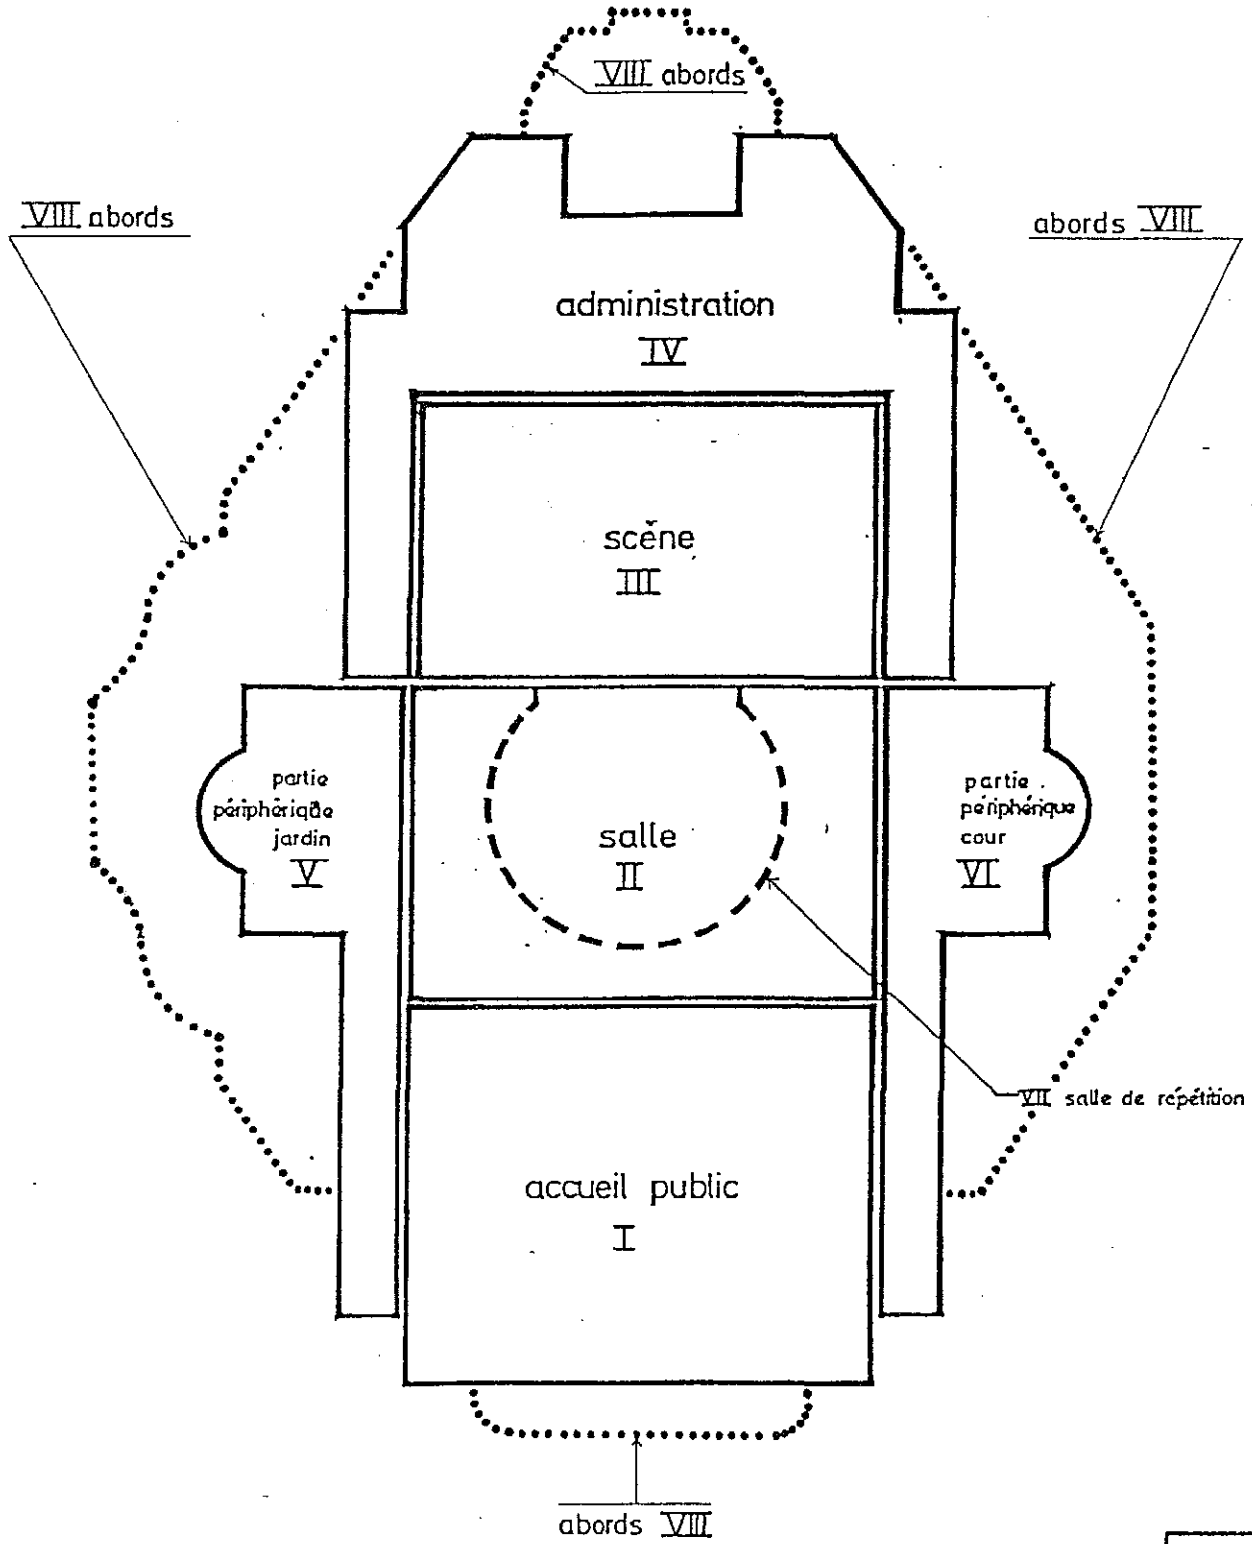 VIII abords
VIII abords
abords VIII
administration
IV
scène
III
partie
périphérique
jardin
V
salle
II
partie
périphérique
cour
VI
VII salle de répétition
accueil public
I
abords VIII